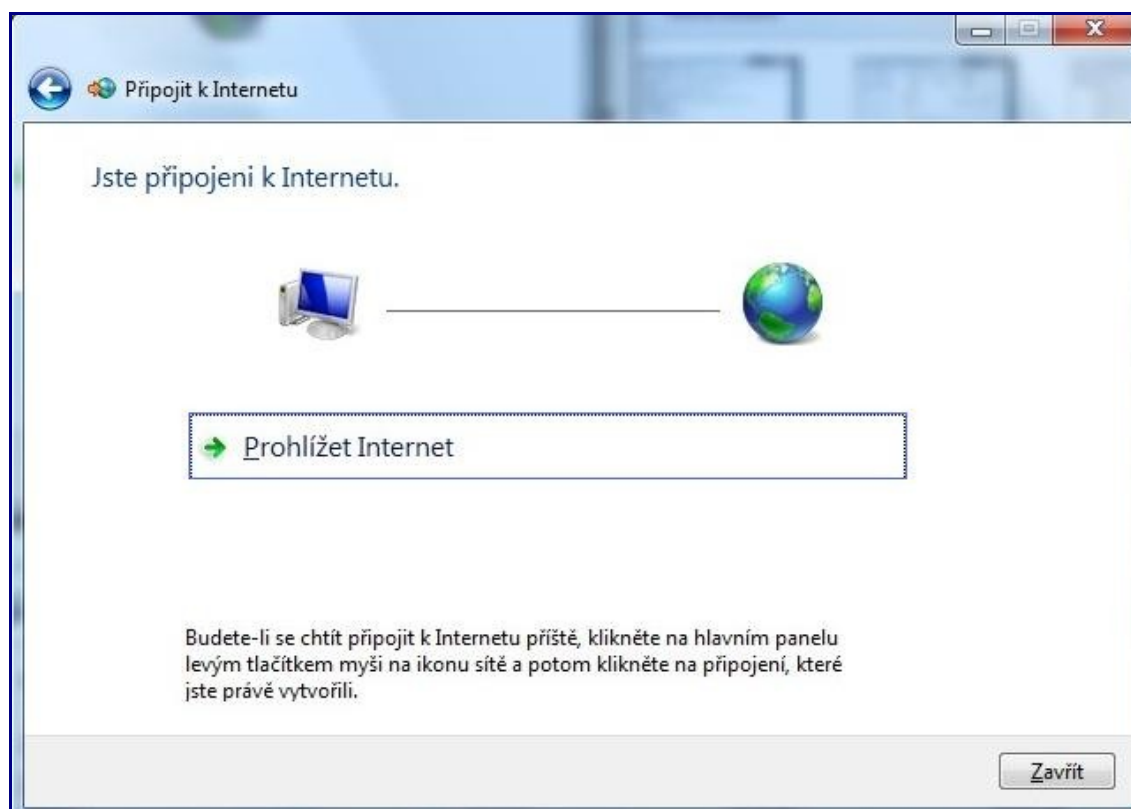 Připojit k Internetu
Jste připojeni k Internetu.
Prohlížet Internet
Budete-li se chtít připojit k Internetu příště, klikněte na hlavním panelu
levým tlačítkem myši na ikonu sítě a potom klikněte na připojení, které
jste právě vytvořili.
Zavřít